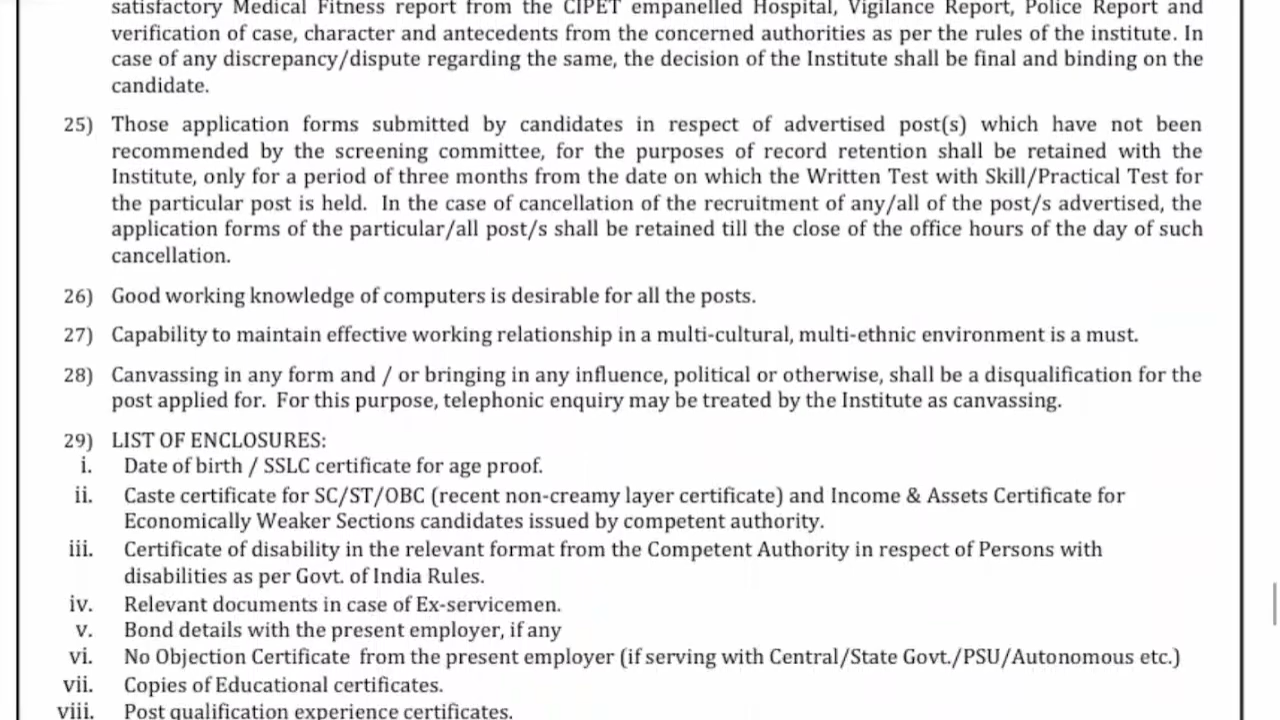 satisfactory Medical Fitness report from the CIPET empanelled Hospital, Vigilance Report, Police Report and
verification of case, character and antecedents from the concerned authorities as per the rules of the institute. In
case of any discrepancy/dispute regarding the same, the decision of the Institute shall be final and binding on the
candidate.
25) Those application forms submitted by candidates in respect of advertised post(s) which have not been
recommended by the screening committee, for the purposes of record retention shall be retained with the
Institute, only for a period of three months from the date on which the Written Test with Skill/Practical Test for
the particular post is held. In the case of cancellation of the recruitment of any/all of the post/s advertised, the
application forms of the particular/all post/s shall be retained till the close of the office hours of the day of such
cancellation.
26) Good working knowledge of computers is desirable for all the posts.
27) Capability to maintain effective working relationship in a multi-cultural, multi-ethnic environment is a must.
28) Canvassing in any form and / or bringing in any influence, political or otherwise, shall be a disqualification for the
post applied for. For this purpose, telephonic enquiry may be treated by the Institute as canvassing.
29) LIST OF ENCLOSURES:
i. Date of birth / SSLC certificate for age proof.
ii. Caste certificate for SC/ST/OBC (recent non-creamy layer certificate) and Income & Assets Certificate for
Economically Weaker Sections candidates issued by competent authority.
iii. Certificate of disability in the relevant format from the Competent Authority in respect of Persons with
disabilities as per Govt. of India Rules.
iv. Relevant documents in case of Ex-servicemen.
v. Bond details with the present employer, if any
vi. No Objection Certificate from the present employer (if serving with Central/State Govt./PSU/Autonomous etc.)
vii. Copies of Educational certificates.
viii. Post qualification experience certificates.